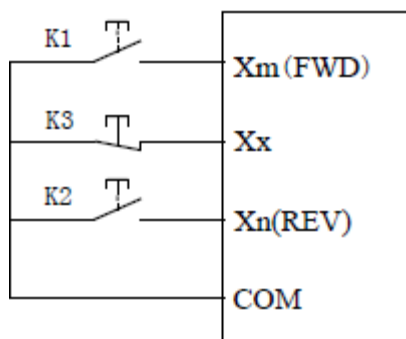 K1
Xm(FWD)
K3
Xx
K2
Xn(REV)
COM